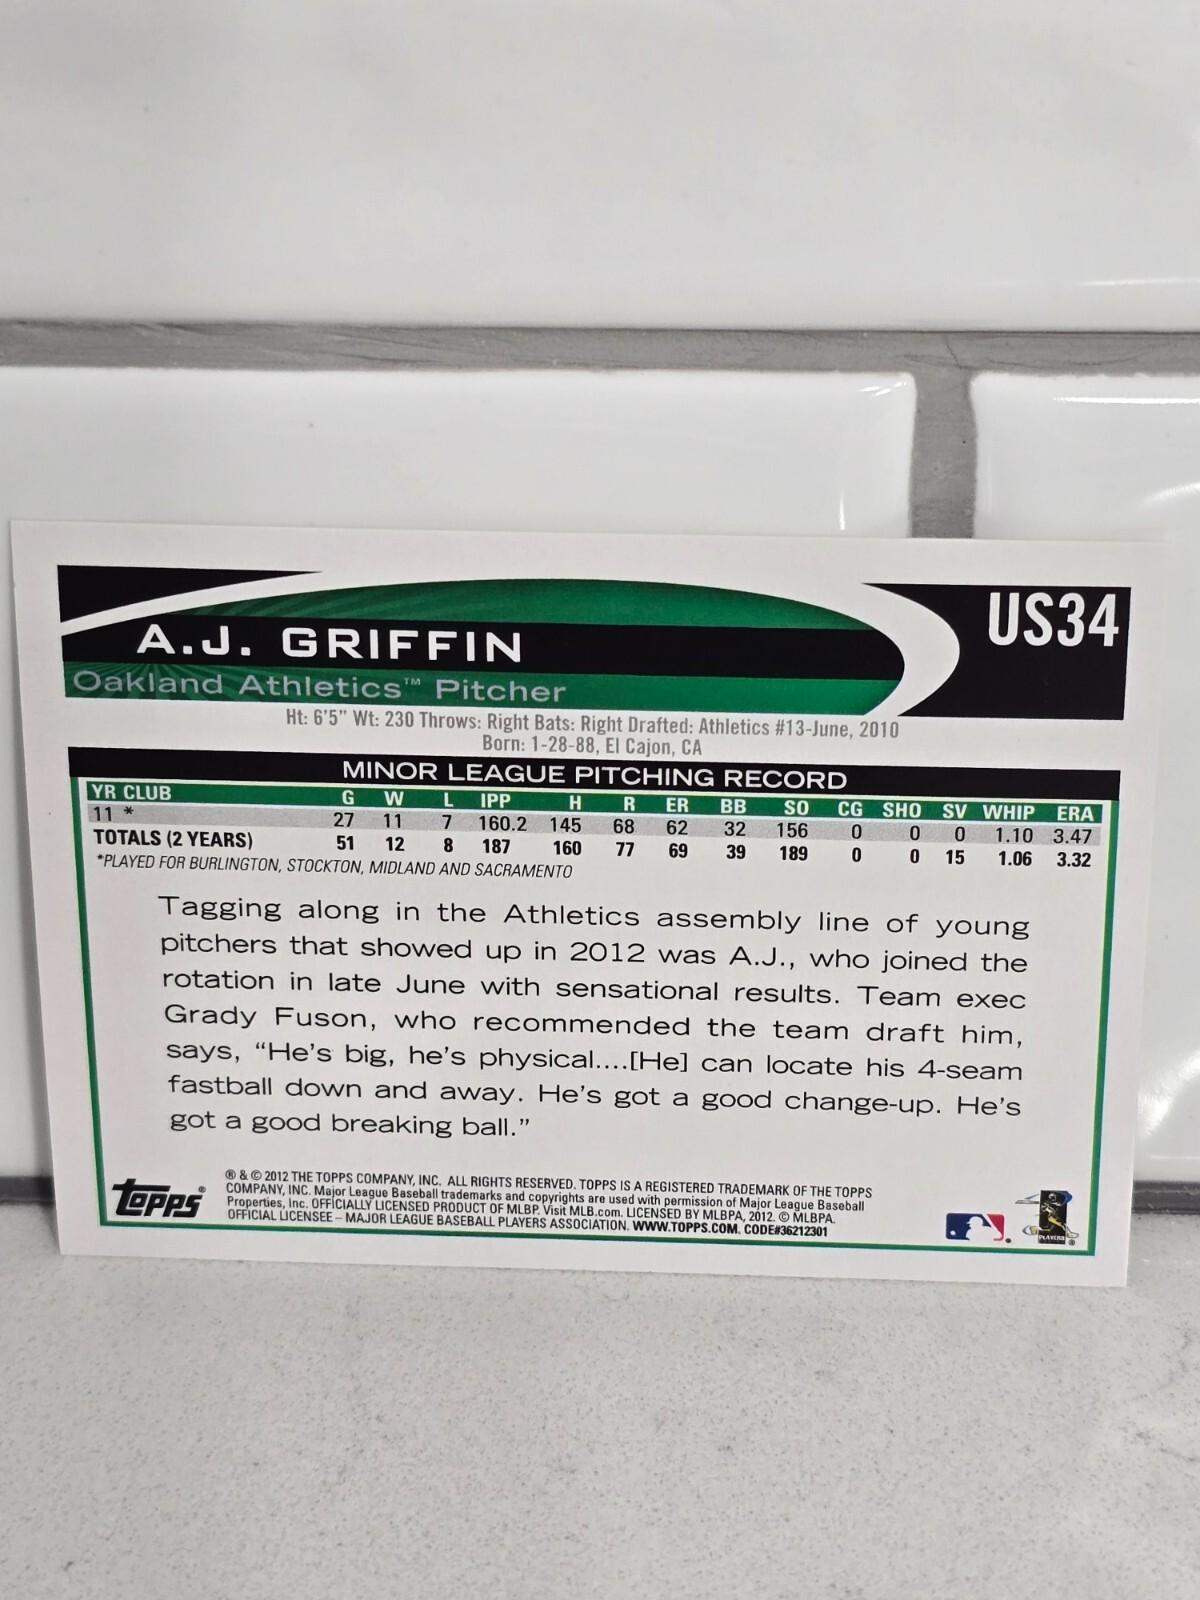 US34
A.J. GRIFFIN
Oakland Athletics™ Pitcher
Ht: 6'5" Wt: 230 Throws: Right Bats: Right Drafted: Athletics #13-June, 2010
Born: 1-28-88, El Cajon, CA
MINOR LEAGUE PITCHING RECORD
YR CLUB G W L IPP H R ER BB SO CG SHO SV WHIP ERA
11 * 27 11 7 160.2 145 68 62 32 156 0 0 0 1.10 3.47
TOTALS (2 YEARS) 51 12 8 187 160 77 69 39 189 0 0 15 1.06 3.32
*PLAYED FOR BURLINGTON, STOCKTON, MIDLAND AND SACRAMENTO
Tagging along in the Athletics assembly line of young
pitchers that showed up in 2012 was A.J., who joined the
rotation in late June with sensational results. Team exec
Grady Fuson, who recommended the team draft him,
says, “He's big, he's physical....[He] can locate his 4-seam
fastball down and away. He's got a good change-up. He's
got a good breaking ball.”
Topps®
® & © 2012 THE TOPPS COMPANY, INC. ALL RIGHTS RESERVED. TOPPS IS A REGISTERED TRADEMARK OF THE TOPPS
COMPANY, INC. Major League Baseball trademarks and copyrights are used with permission of Major League Baseball
Properties, Inc. OFFICIALLY LICENSED PRODUCT OF MLBP. Visit MLB.com. LICENSED BY MLBPA, 2012. © MLBPA.
OFFICIAL LICENSEE – MAJOR LEAGUE BASEBALL PLAYERS ASSOCIATION. WWW.TOPPS.COM. CODE#36212301
PLAYERS